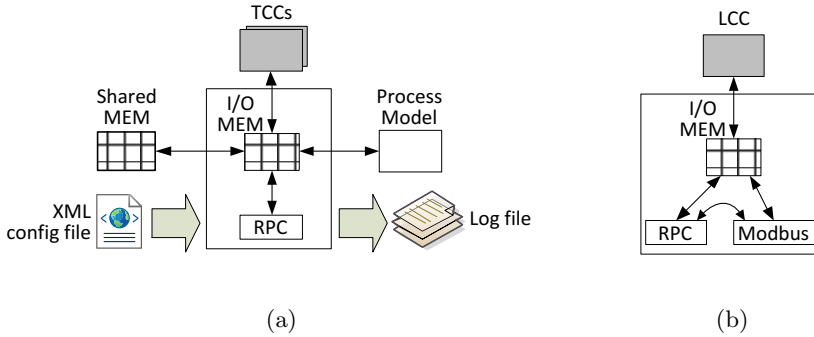 TCCs
Shared
MEM
I/O
MEM
Process
Model
XML
config file
RPC
Log file
(a)
LCC
I/O
MEM
RPC
Modbus
(b)